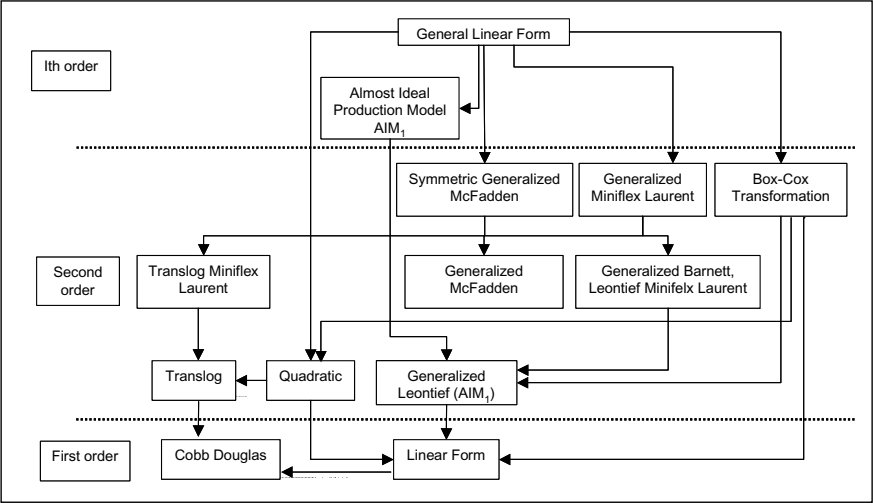 General Linear Form
Ith order
Almost Ideal
Production Model
AIM1
Symmetric Generalized
McFadden
Generalized
Miniflex Laurent
Box-Cox
Transformation
Second
order
Translog Miniflex
Laurent
Generalized
McFadden
Generalized Barnett,
Leontief Minifelx Laurent
Translog
Quadratic
Generalized
Leontief (AIM1)
First order
Cobb Douglas
Linear Form